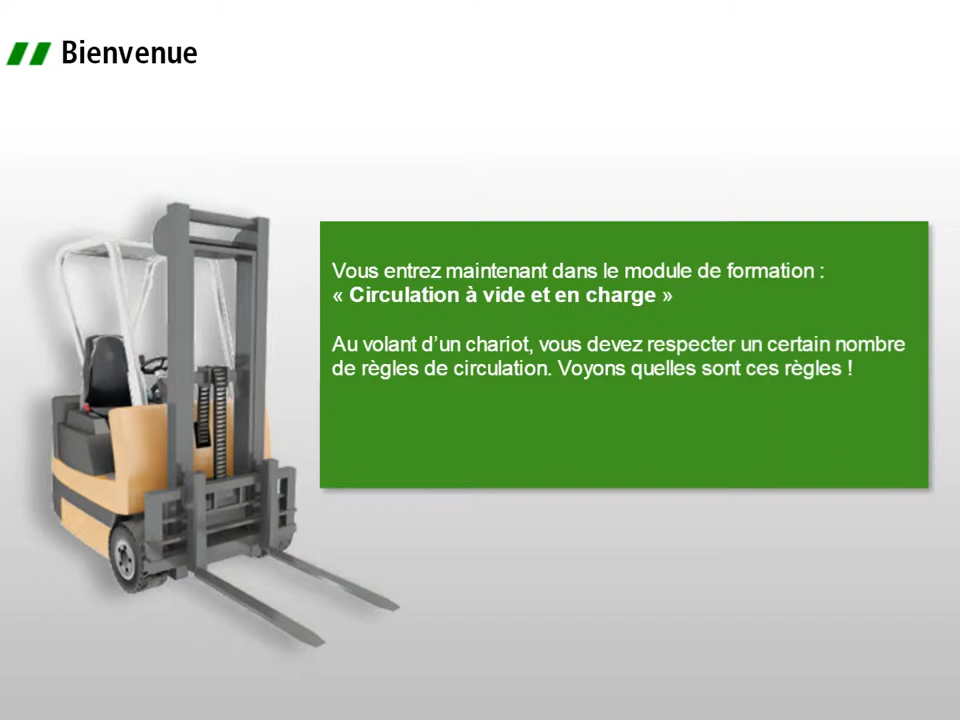 Bienvenue
Vous entrez maintenant dans le module de formation :
« Circulation à vide et en charge »
Au volant d’un chariot, vous devez respecter un certain nombre
de règles de circulation. Voyons quelles sont ces règles !